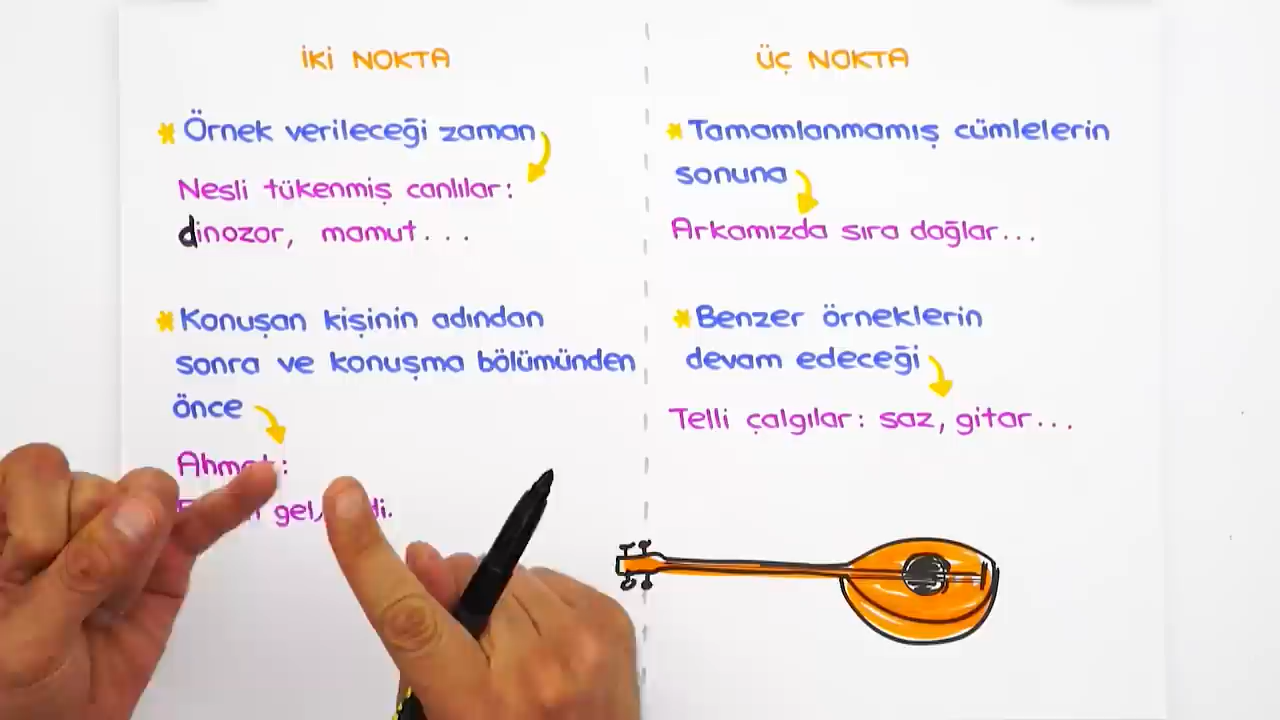 İKİ NOKTA
Örnek verileceği zaman
Nesli tükenmiş canlılar:
dinozor, mamut...
Konuşan kişinin adından
sonra ve konuşma bölümünden
önce
ÜÇ NOKTA
Tamamlanmamış cümlelerin
sonuna
Arkamızda sıra dağlar...
Benzer örneklerin
devam edeceği
Telli çalgılar: saz, gitar...